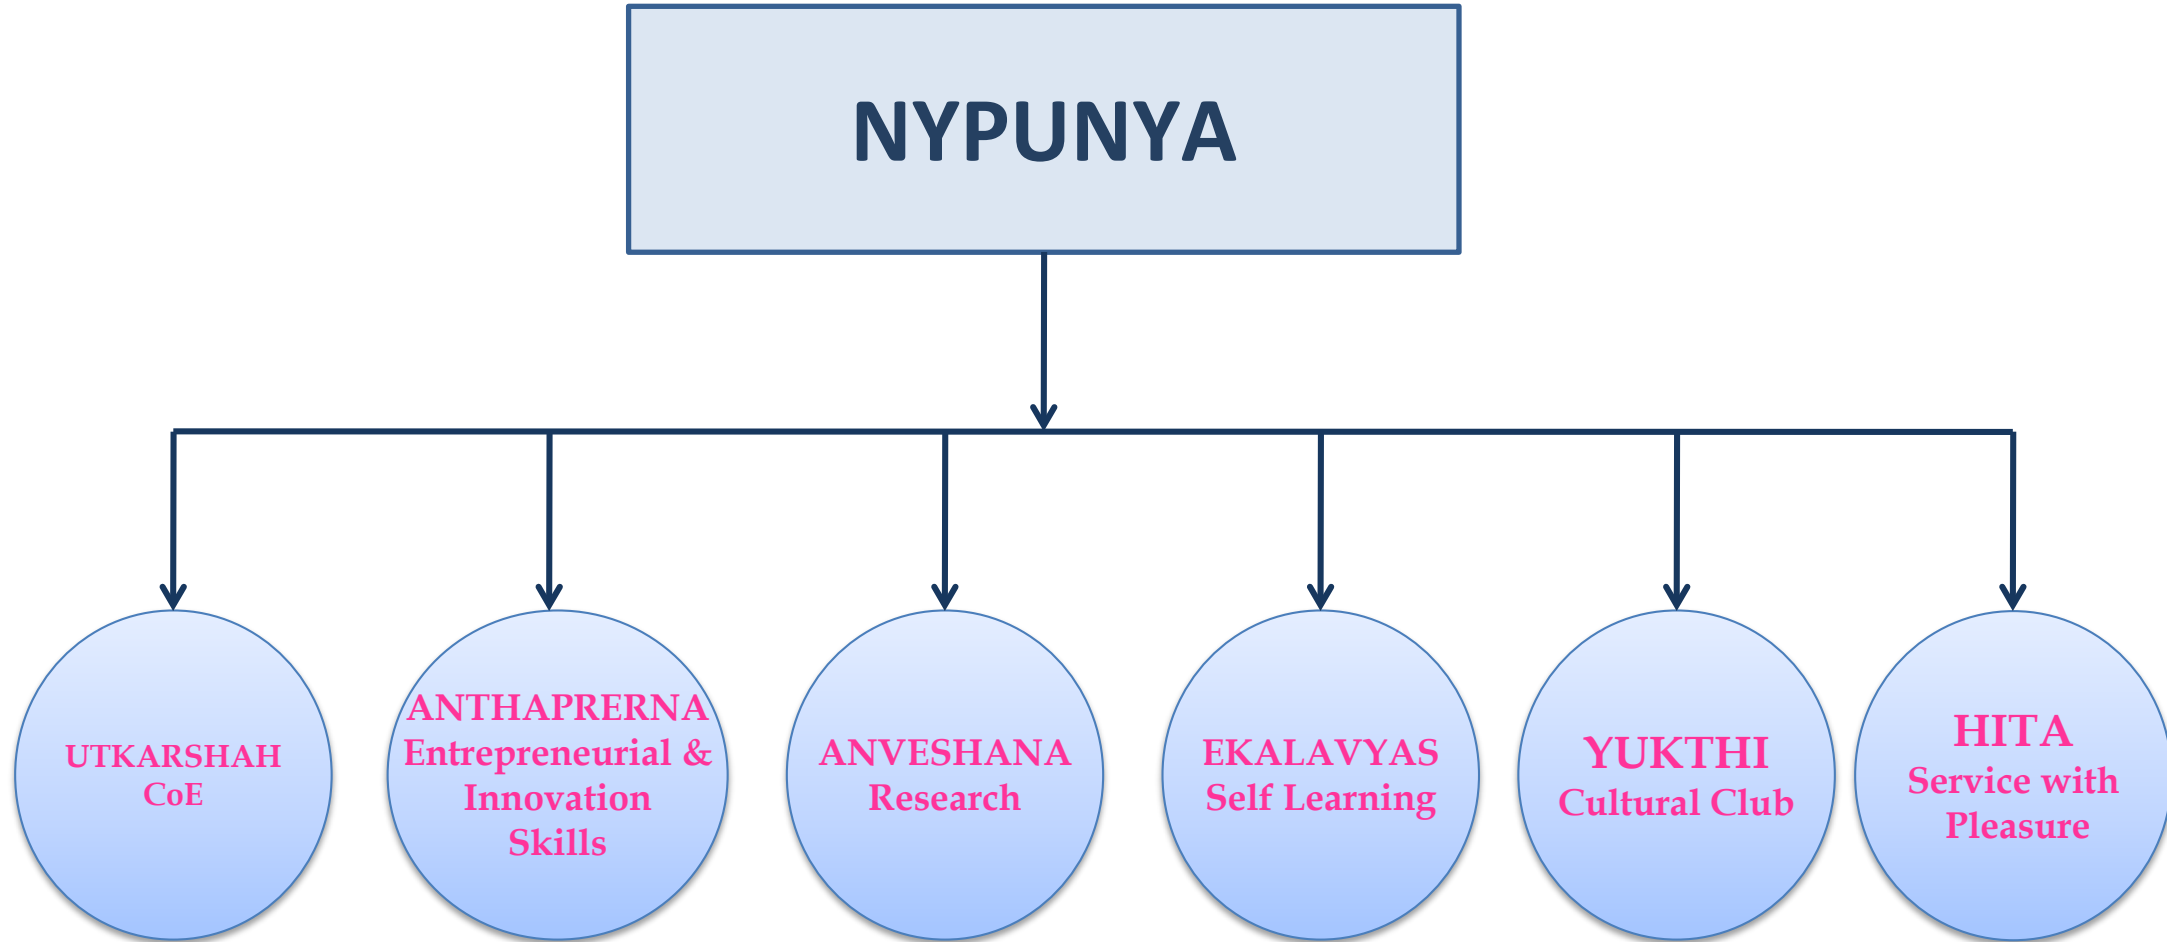 NYPUNYA
UTKARSHAH
CoE
ANTHAPRERNA
Entrepreneurial &
Innovation
Skills
ANVESHANA
Research
EKALAVYAS
Self Learning
YUKTHI
Cultural Club
HITA
Service with
Pleasure